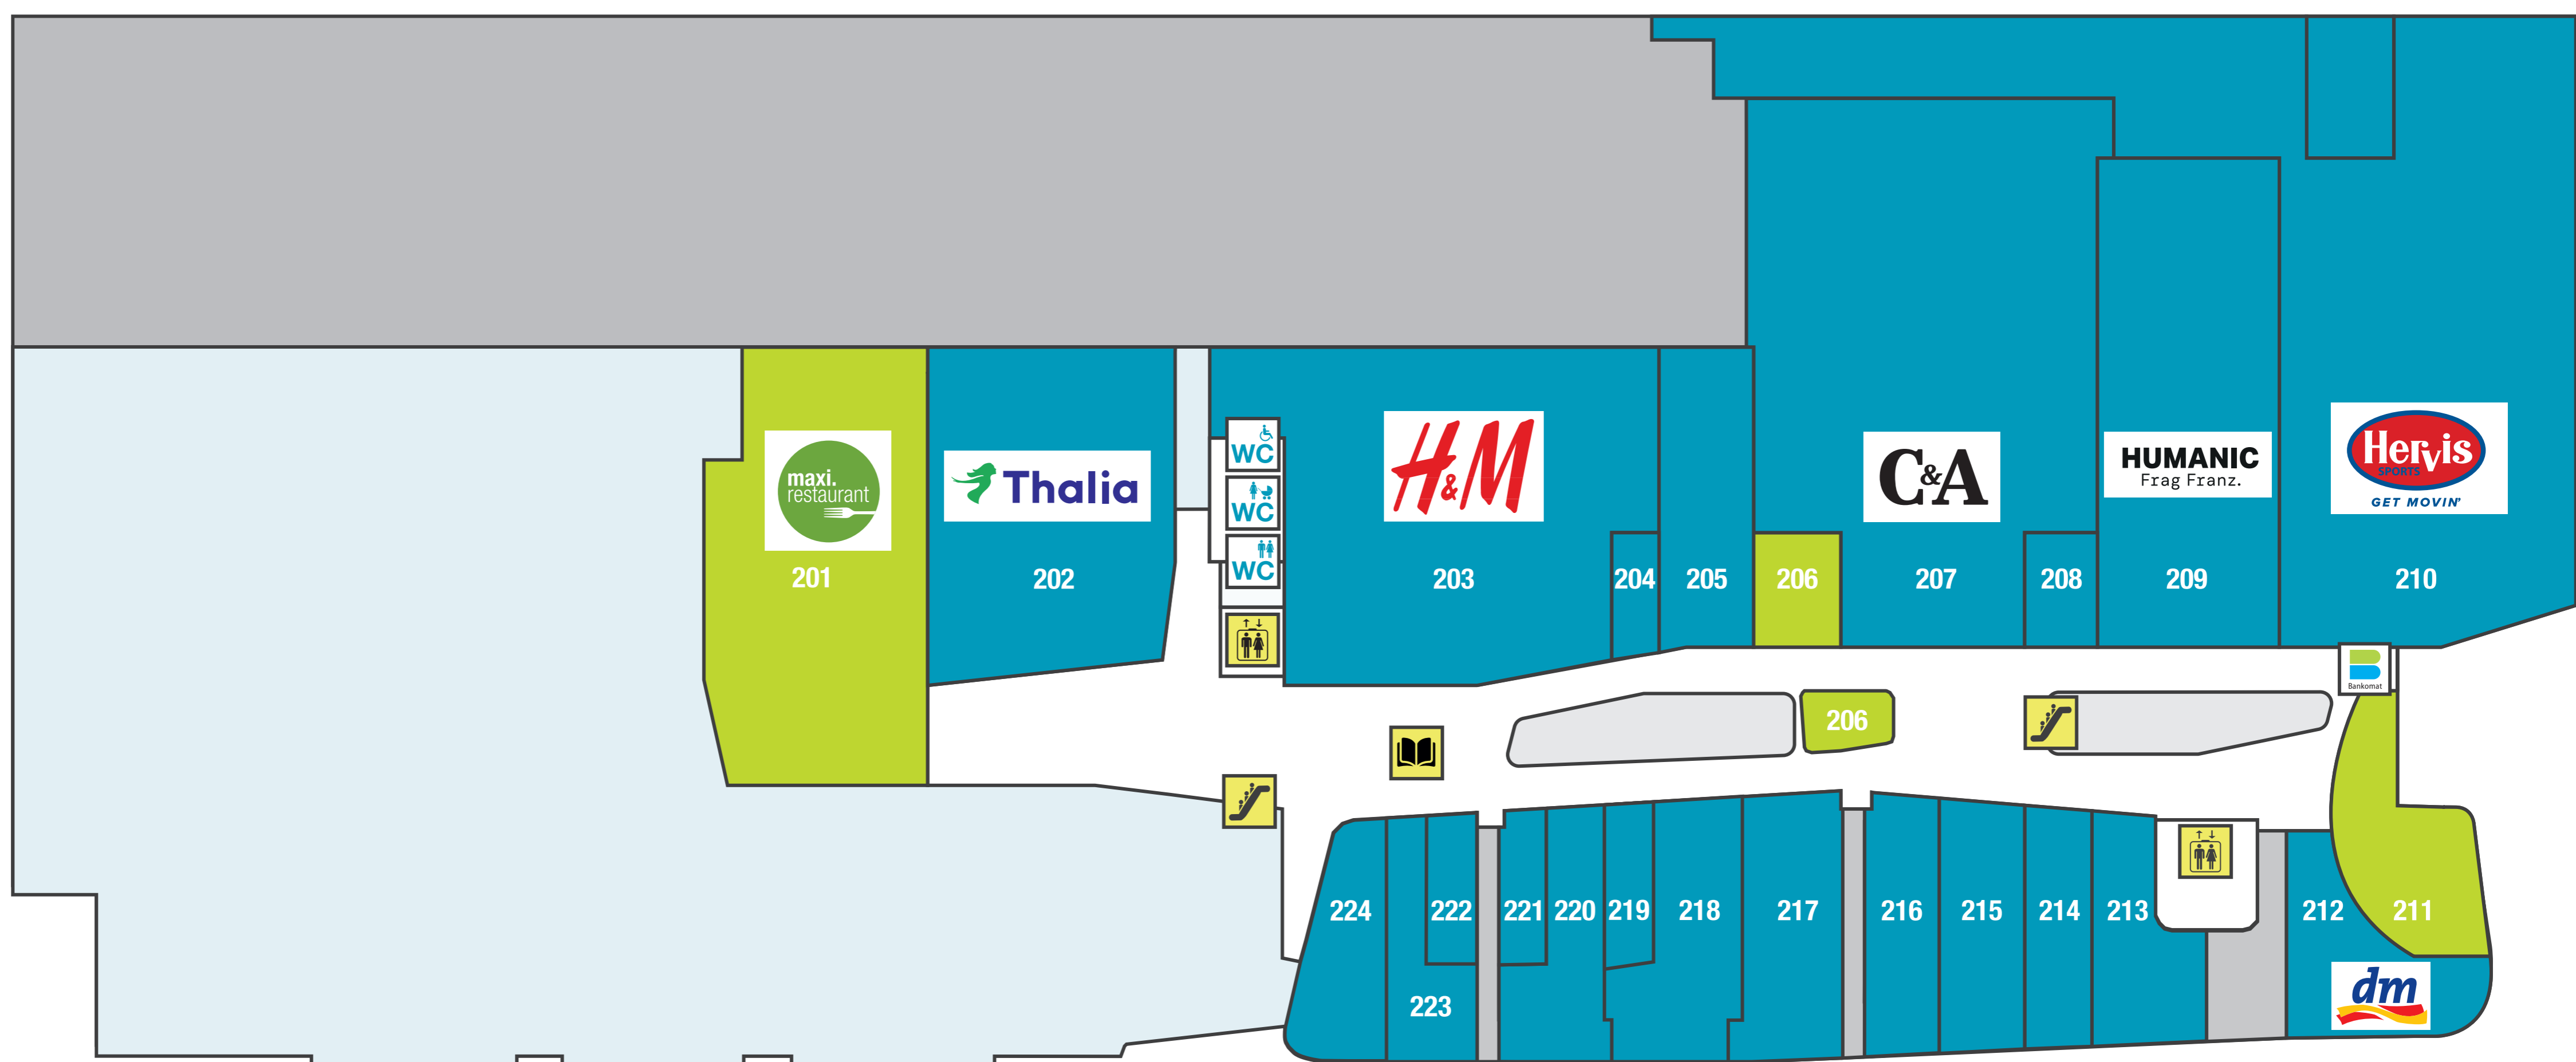 WC
WC
WC
maxi.
restaurant
Thalia
H&M
C&A
HUMANIC
Frag Franz.
Hervis
SPORTS
GET MOVIN'
201
202
203
204
205
206
207
208
209
210
Bankomat
206
224
222
221
220
219
218
217
216
215
214
213
212
211
223
dm